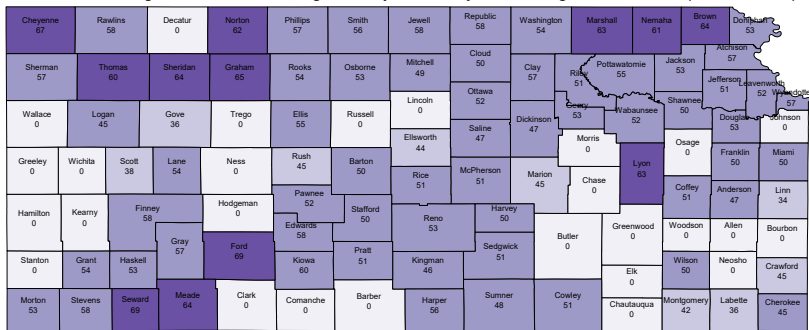 Cheyenne
67
Rawlins
58
Decatur
0
Norton
62
Phillips
57
Smith
56
Jewell
58
Republic
58
Washington
54
Marshall
63
Nemaha
61
Brown
64
Doniphan
53
Sherman
57
Thomas
60
Sheridan
64
Graham
65
Rooks
54
Osborne
53
Mitchell
49
Cloud
50
Clay
57
Riley
51
Pottawatomie
55
Jackson
53
Atchison
57
Jefferson
51
Leavenworth
52
Wyandotte
57
Wallace
0
Logan
45
Gove
36
Trego
0
Ellis
55
Russell
0
Lincoln
0
Ottawa
52
Dickinson
47
Geary
53
Wabaunsee
52
Shawnee
50
Douglas
53
Johnson
0
Ellsworth
44
Saline
47
Morris
0
Osage
0
Franklin
50
Miami
50
Greeley
0
Wichita
0
Scott
38
Lane
54
Ness
0
Rush
45
Barton
50
Rice
51
McPherson
51
Marion
45
Chase
0
Lyon
63
Coffey
51
Anderson
47
Linn
34
Hamilton
0
Kearny
0
Finney
58
Hodgeman
0
Pawnee
52
Stafford
50
Reno
53
Harvey
50
Butler
0
Greenwood
0
Woodson
0
Allen
0
Bourbon
0
Gray
57
Ford
69
Edwards
58
Sedgwick
51
Stanton
0
Grant
54
Haskell
53
Kiowa
60
Pratt
51
Kingman
46
Elk
0
Wilson
50
Neosho
0
Crawford
45
Morton
53
Stevens
58
Seward
69
Meade
64
Clark
0
Comanche
0
Barber
0
Harper
56
Sumner
48
Cowley
51
Chautauqua
0
Montgomery
42
Labette
36
Cherokee
45